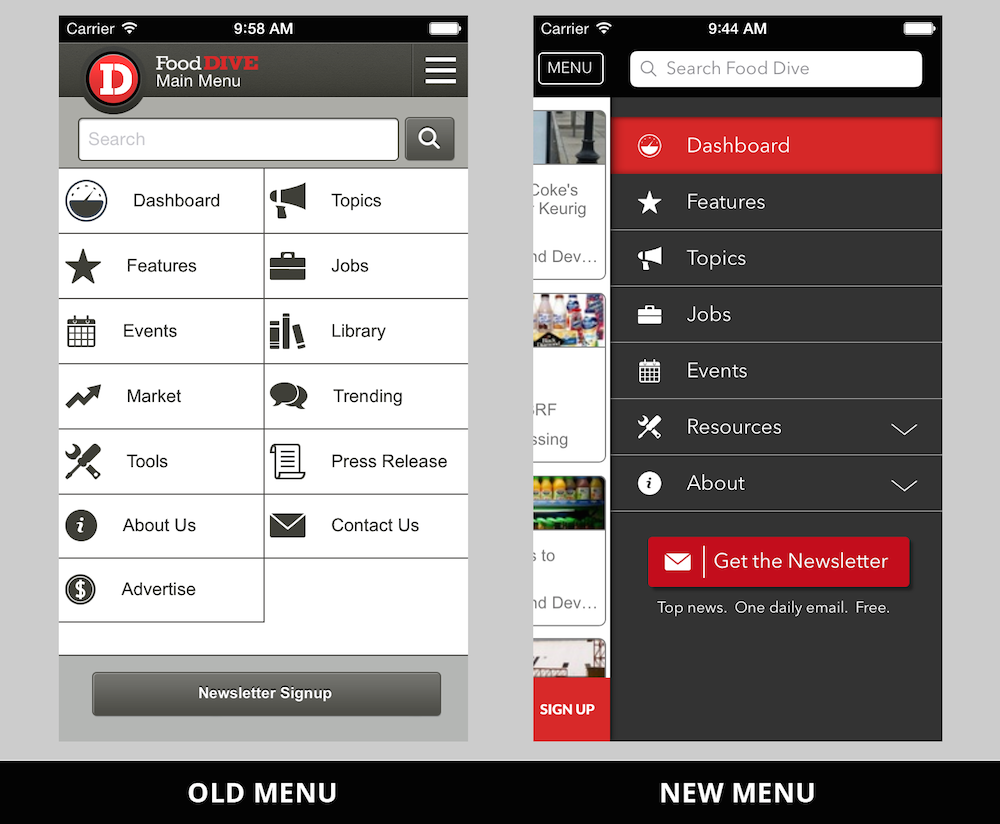 Carrier 9:58 AM
D
Food DIVE
Main Menu
Search
Dashboard Topics
Features Jobs
Events Library
Market Trending
Tools Press Release
About Us Contact Us
Advertise
Newsletter Signup
OLD MENU
Carrier 9:44 AM
MENU Search Food Dive
Dashboard
Features
Topics
Jobs
Events
Resources
About
Get the Newsletter
Top news. One daily email. Free.
Coke's
Keurig
nd Dev...
BRF
ssing
s to
nd Dev...
SIGN UP
NEW MENU